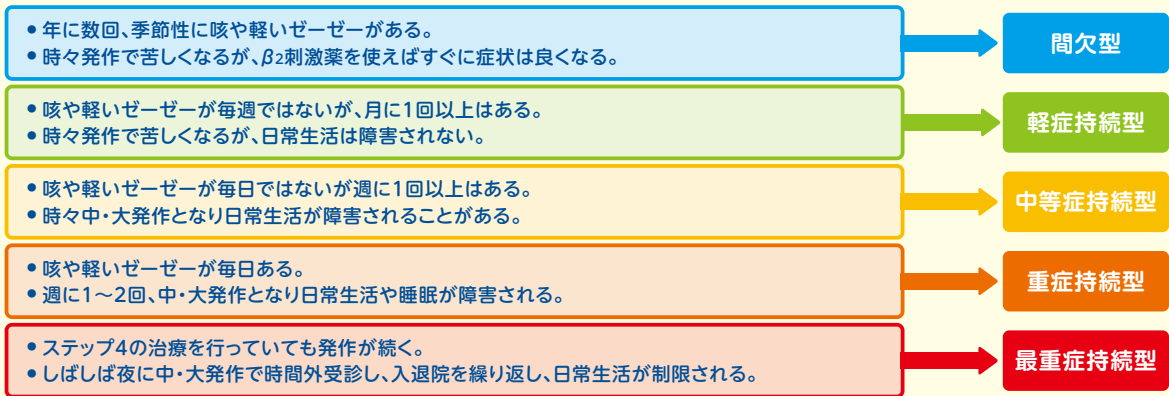 • 年に数回、季節性に咳や軽いゼーゼーがある。
• 時々発作で苦しくなるが、β2刺激薬を使えばすぐに症状は良くなる。
間欠型
• 咳や軽いゼーゼーが毎週ではないが、月に1回以上はある。
• 時々発作で苦しくなるが、日常生活は障害されない。
軽症持続型
• 咳や軽いゼーゼーが毎日ではないが週に1回以上はある。
• 時々中・大発作となり日常生活が障害されることがある。
中等症持続型
• 咳や軽いゼーゼーが毎日ある。
• 週に1〜2回、中・大発作となり日常生活や睡眠が障害される。
重症持続型
• ステップ4の治療を行っていても発作が続く。
• しばしば夜に中・大発作で時間外受診し、入退院を繰り返し、日常生活が制限される。
最重症持続型